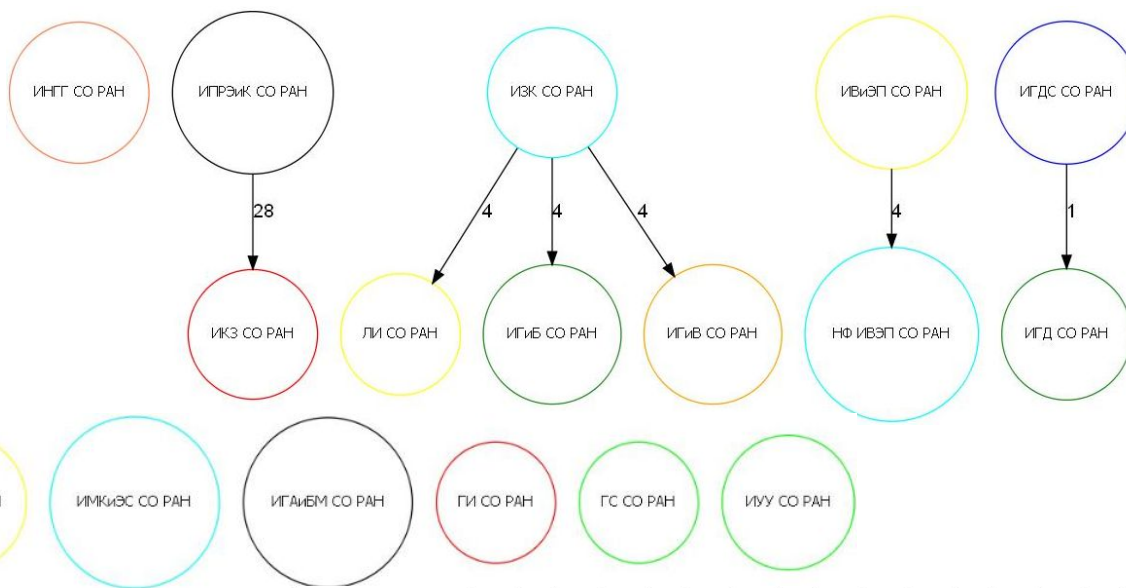 ИНГГ СО РАН
ИПРЭиК СО РАН
ИЗК СО РАН
ИВиЭП СО РАН
ИГДС СО РАН
28
4
4
4
4
1
ИКЗ СО РАН
ЛИ СО РАН
ИГиБ СО РАН
ИГиВ СО РАН
НФ ИВЭП СО РАН
ИГД СО РАН
ИМКиЭС СО РАН
ИГАиБМ СО РАН
ГИ СО РАН
ГС СО РАН
ИУУ СО РАН